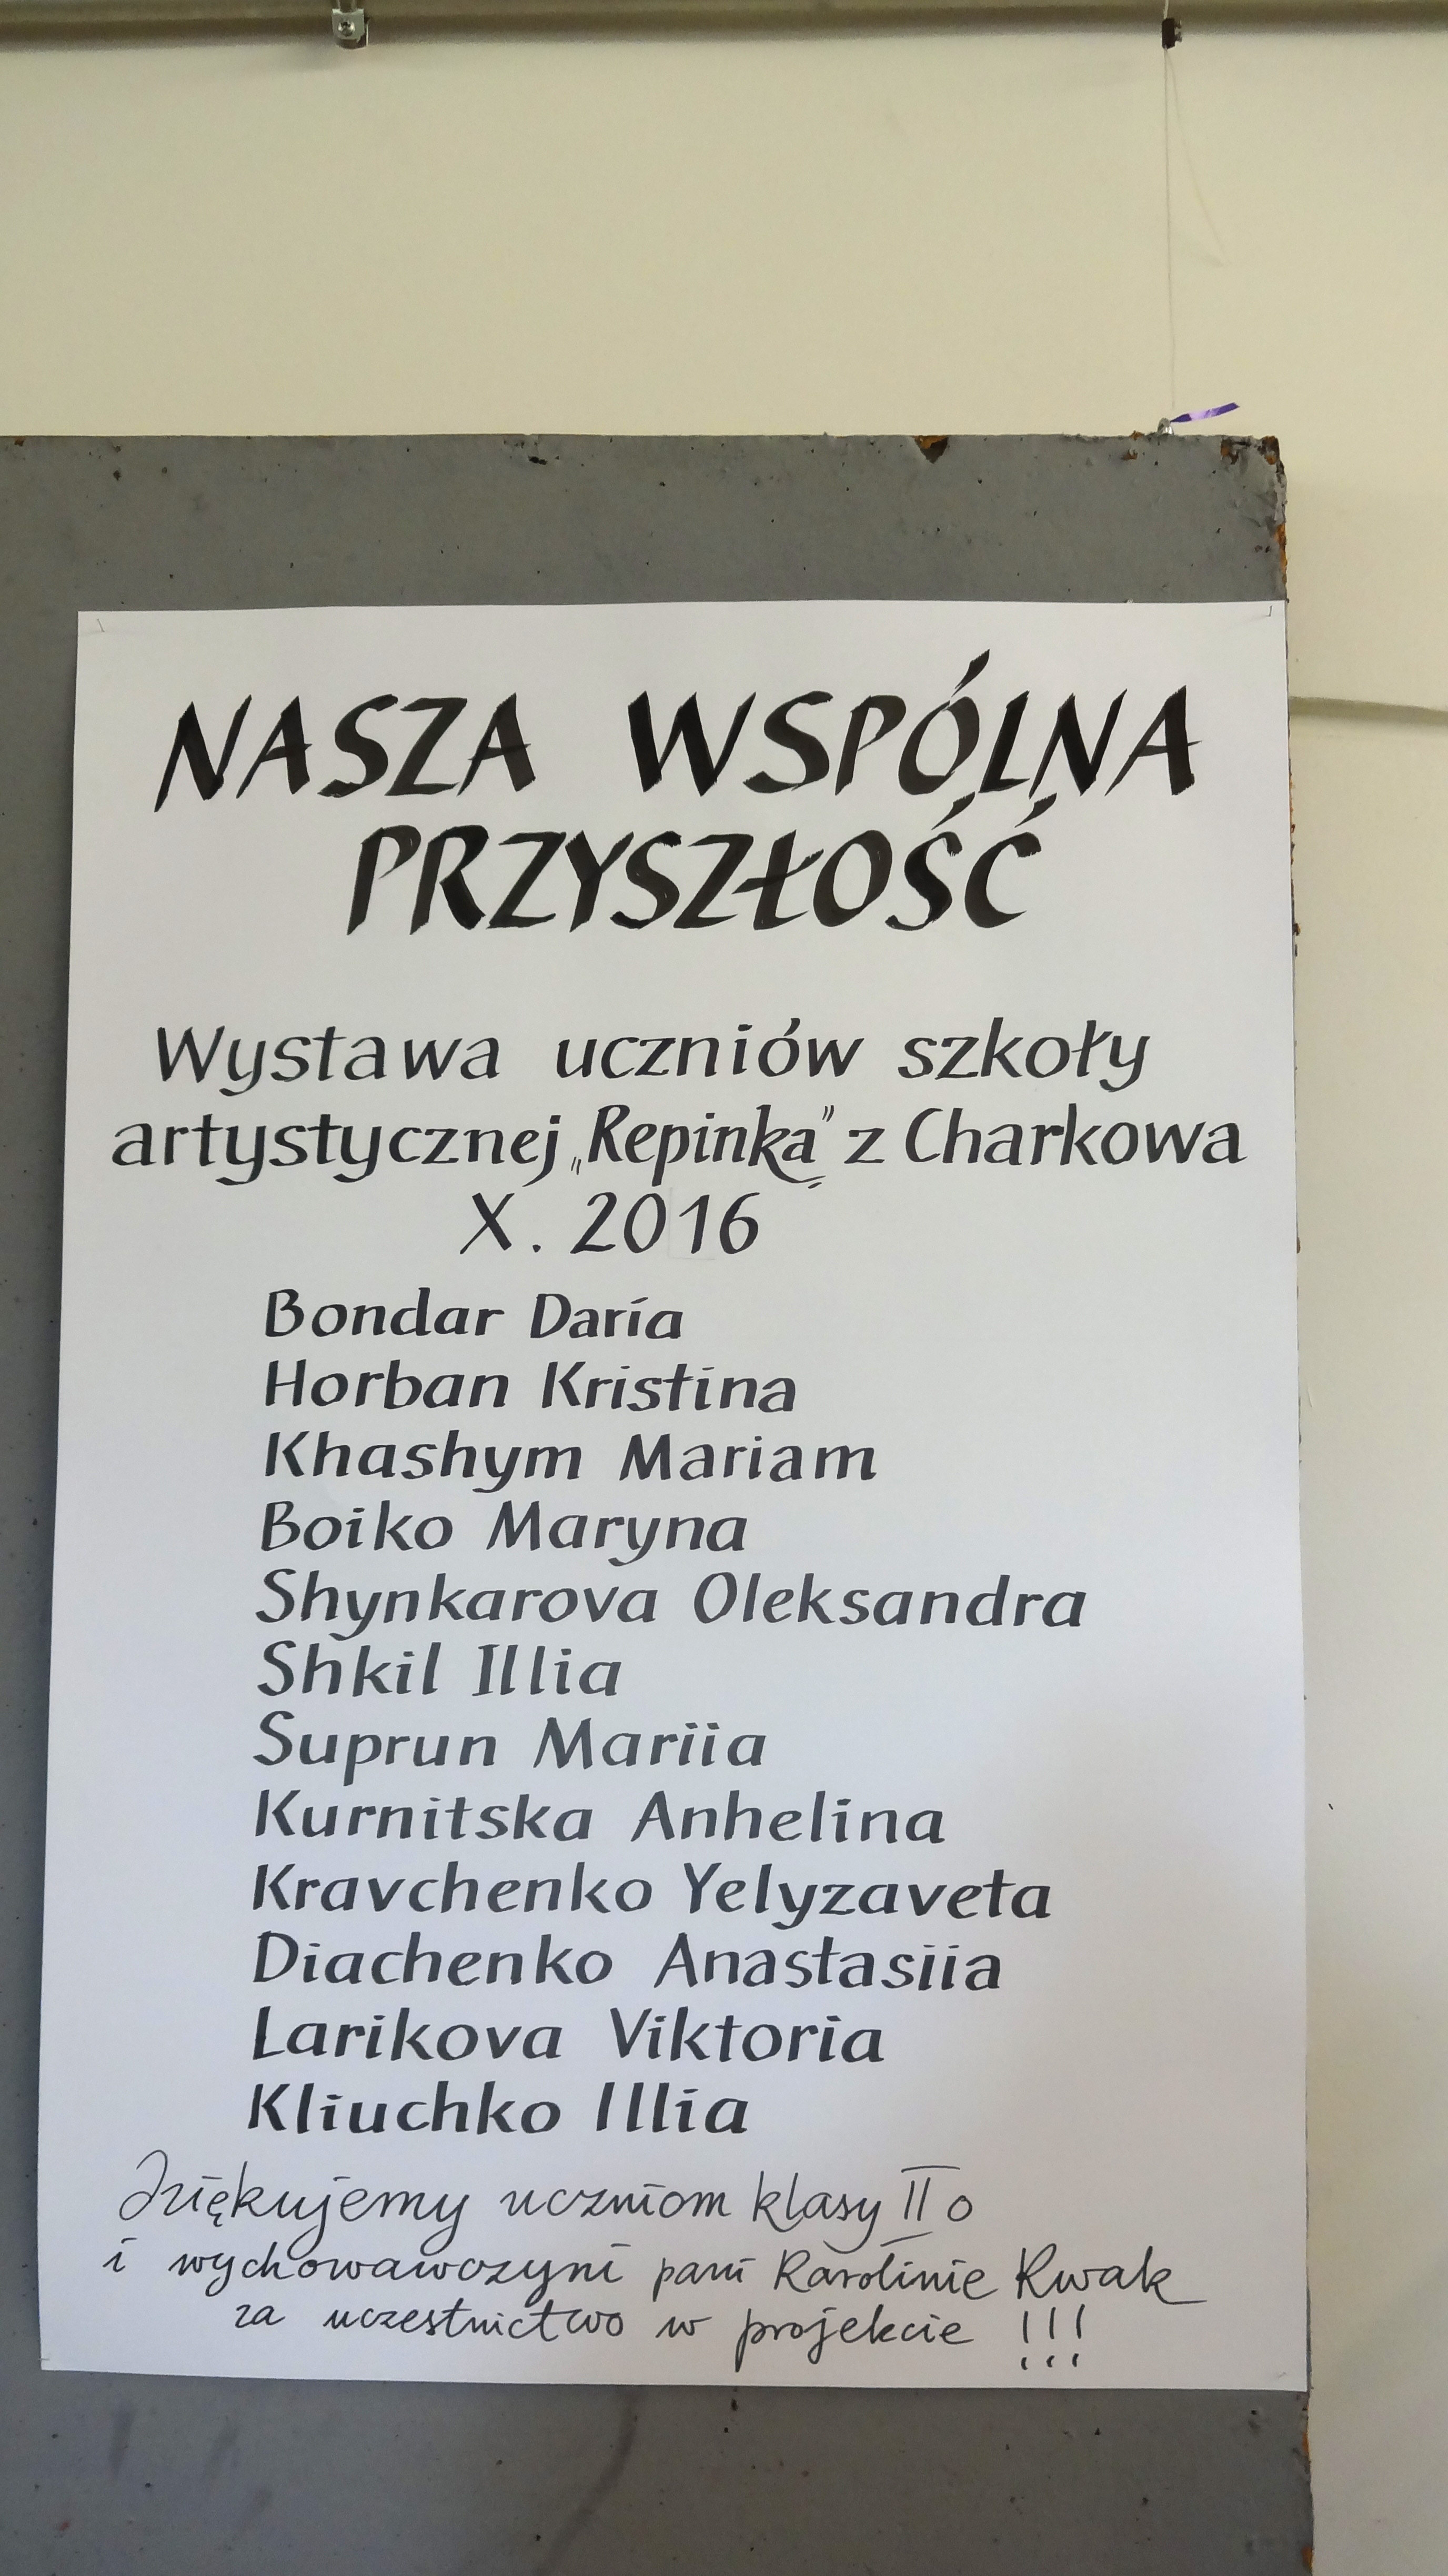 NASZA WSPÓLNA
PRZYSZŁOŚĆ
Wystawa uczniów szkoły
artystycznej „Repinka” z Charkowa
X. 2016
Bondar Daria
Horban Kristina
Khashym Mariam
Boiko Maryna
Shynkarova Oleksandra
Shkil Illia
Suprun Mariia
Kurnitska Anhelina
Kravchenko Yelyzaveta
Diachenko Anastasiia
Larikova Viktoria
Kliuchko Illia
Dziękujemy uczniom klasy II o
i wychowawczyni pani Karolinie Kwak
za uczestnictwo w projekcie !!!